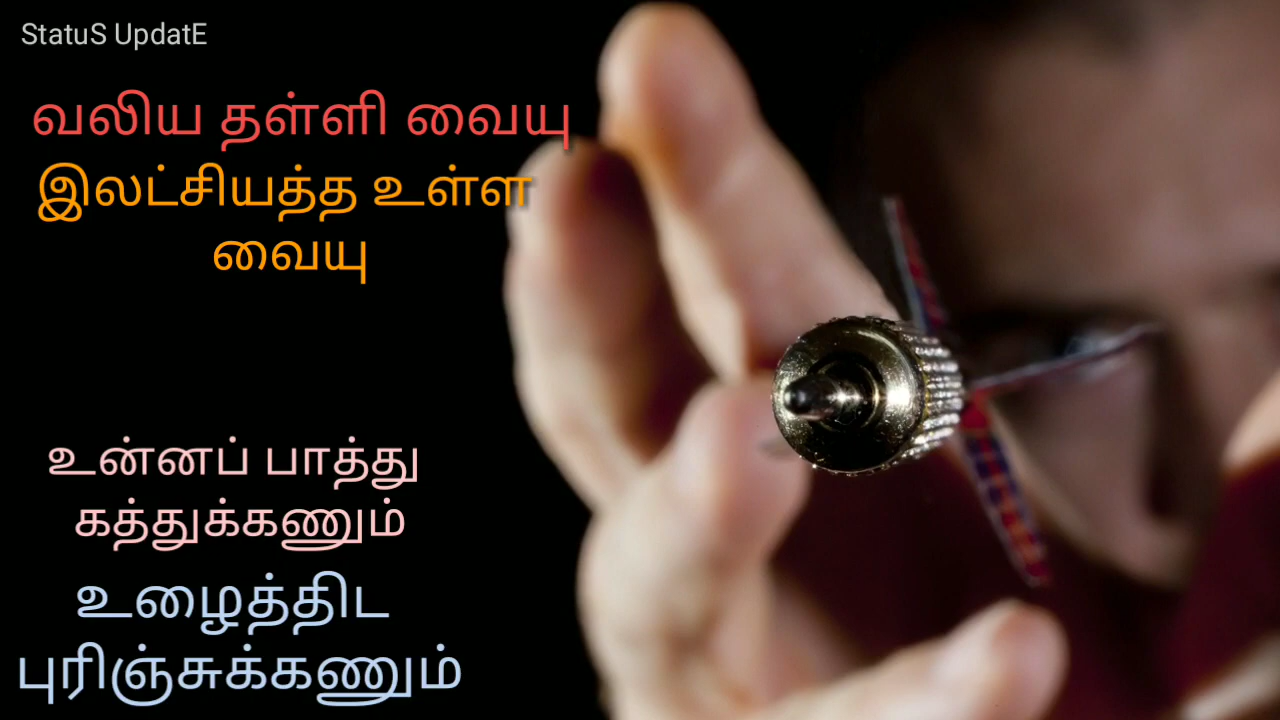 StatuS UpdatE
வலிய தள்ளி வையு
இலட்சியத்த உள்ள
வையு
உன்னப் பாத்து
கத்துக்கணும்
உழைத்திட
புரிஞ்சுக்கணும்